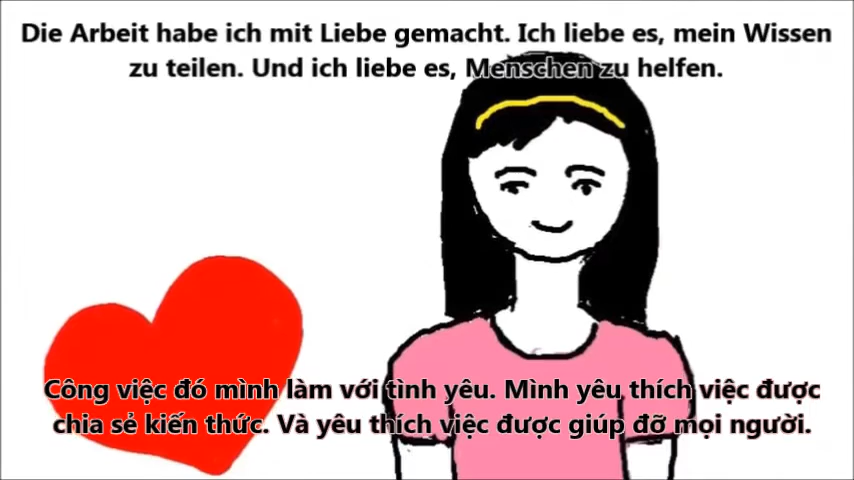 Die Arbeit habe ich mit Liebe gemacht. Ich liebe es, mein Wissen
zu teilen. Und ich liebe es, Menschen zu helfen.
Công việc đó mình làm với tình yêu. Mình yêu thích việc được
chia sẻ kiến thức. Và yêu thích việc được giúp đỡ mọi người.